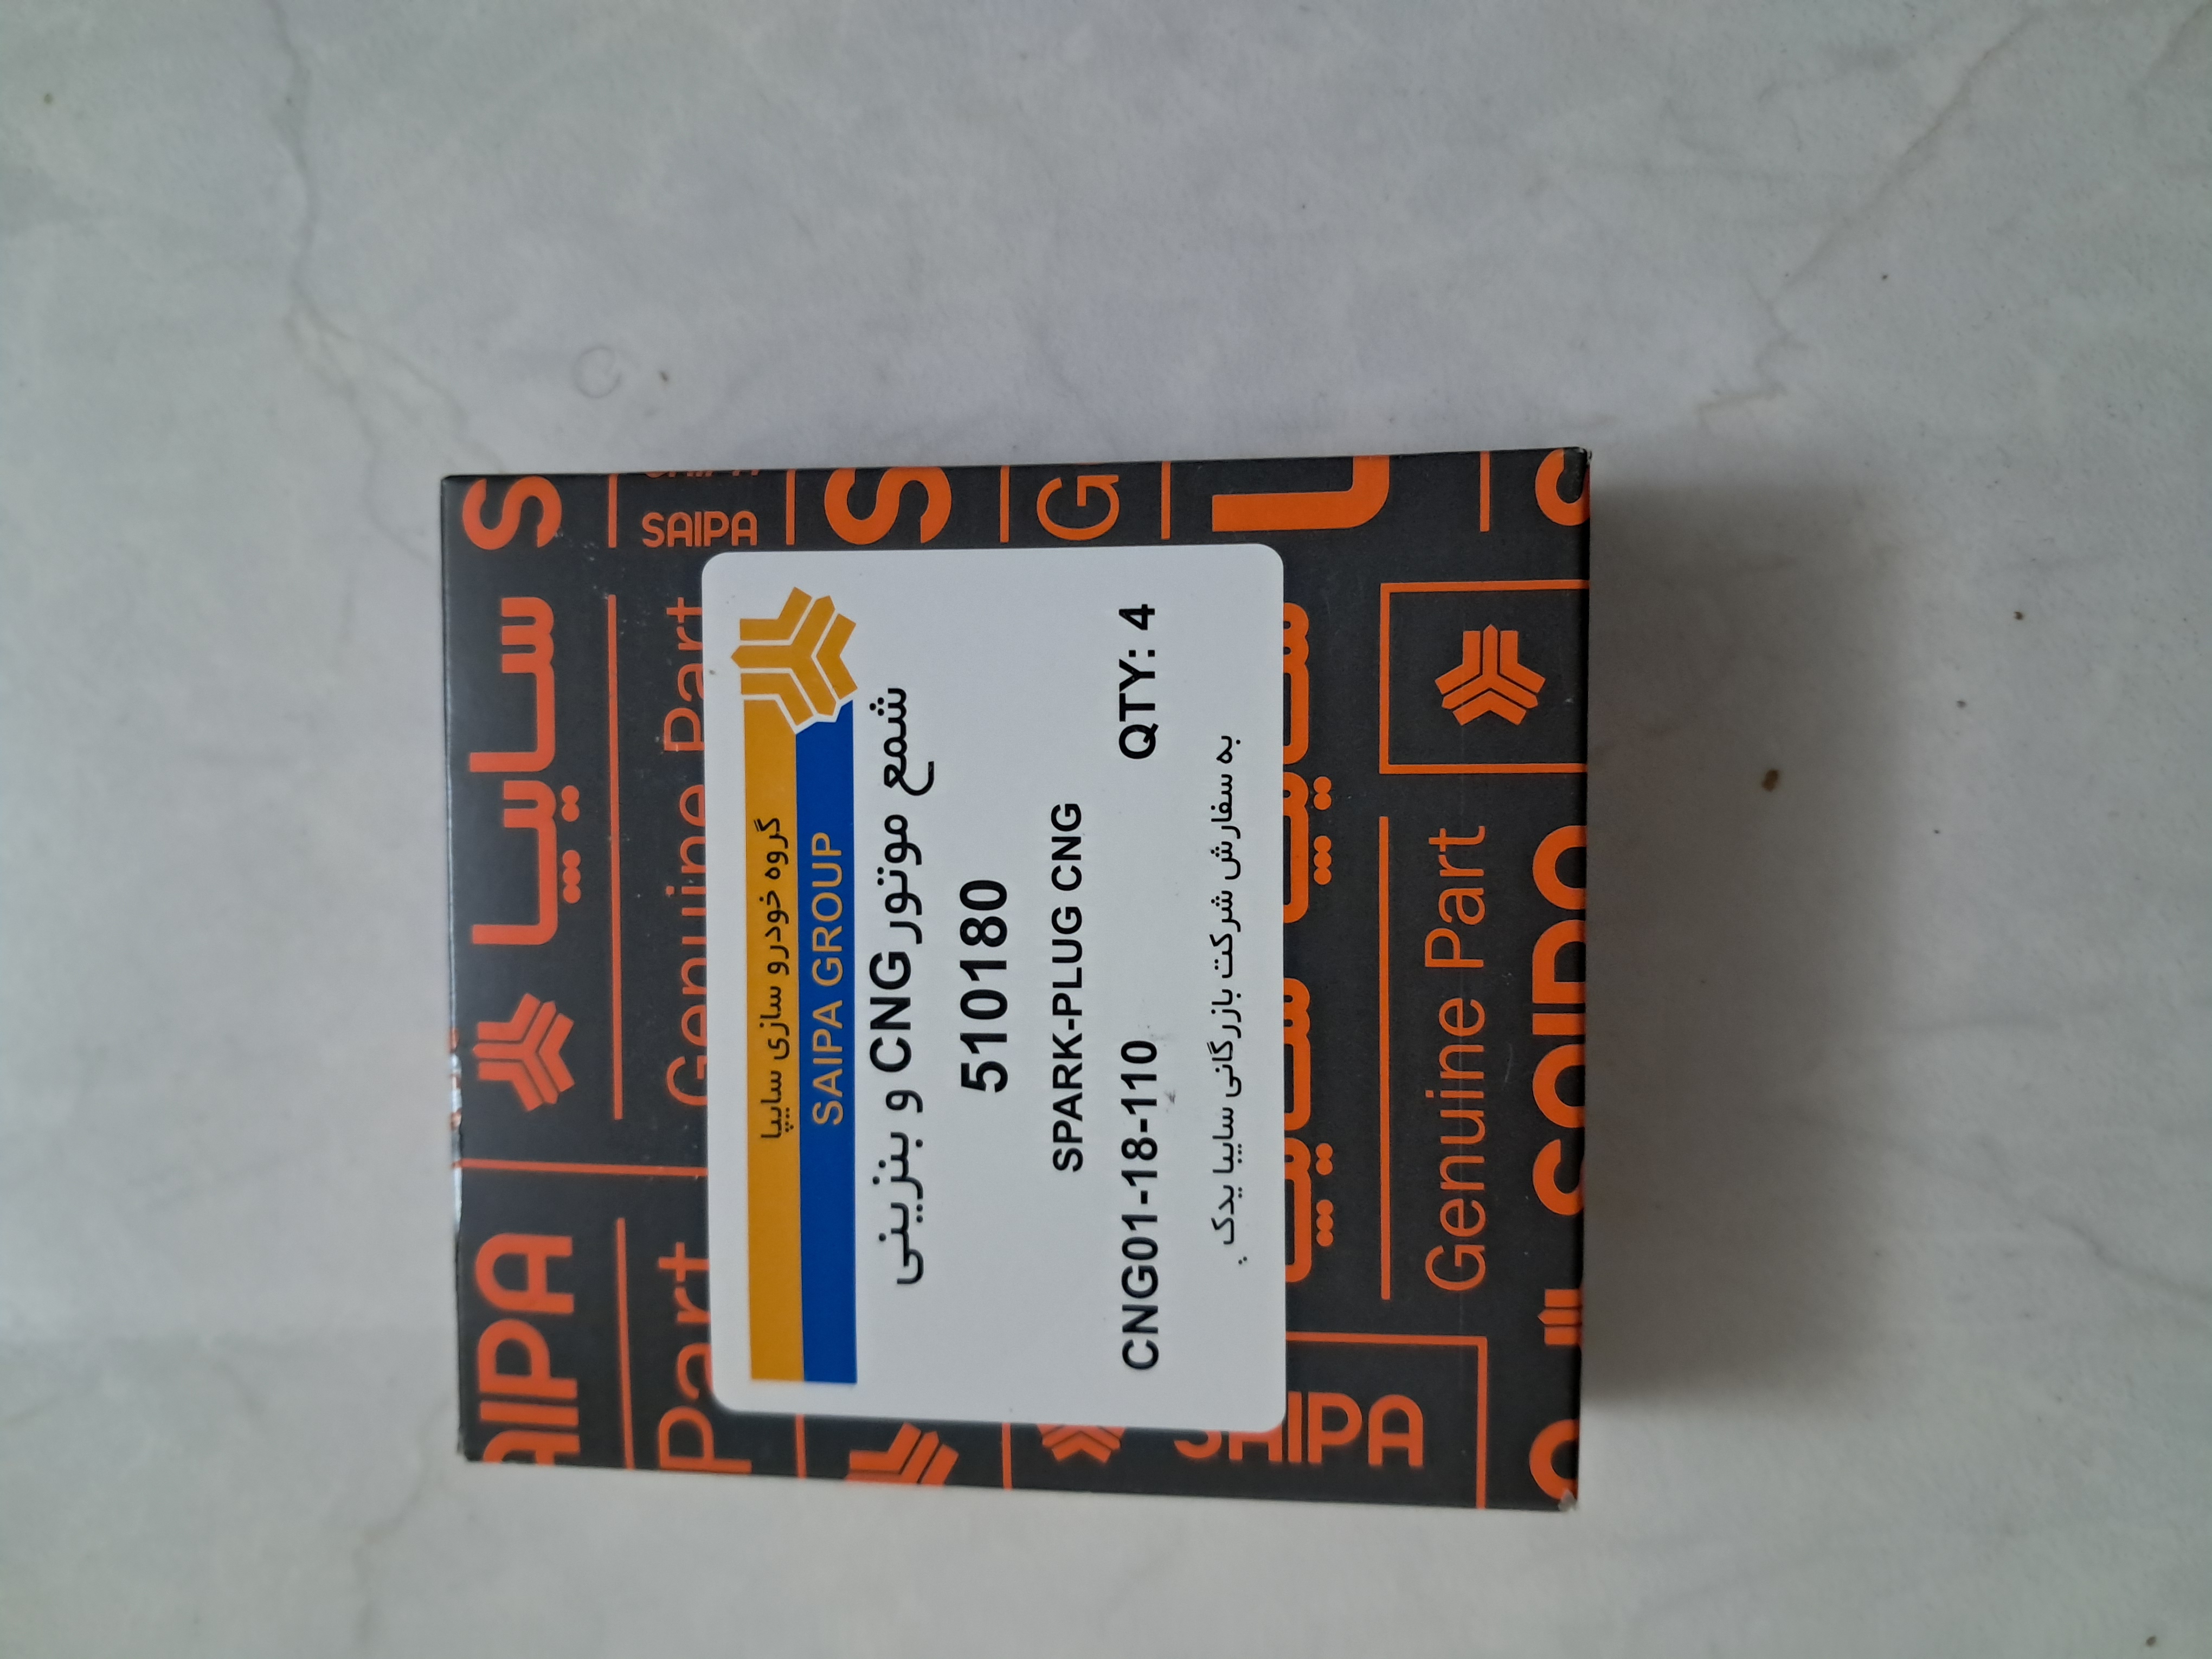 گروه خودرو سازی سایپا
SAIPA GROUP
شمع موتور CNG و بنزینی
510180
SPARK-PLUG CNG
CNG01-18-110 QTY: 4
به سفارش شرکت بازرگانی سایپا یدک
سایپا
SAIPA
Genuine Part
Part
Genuine Part
SAIPA